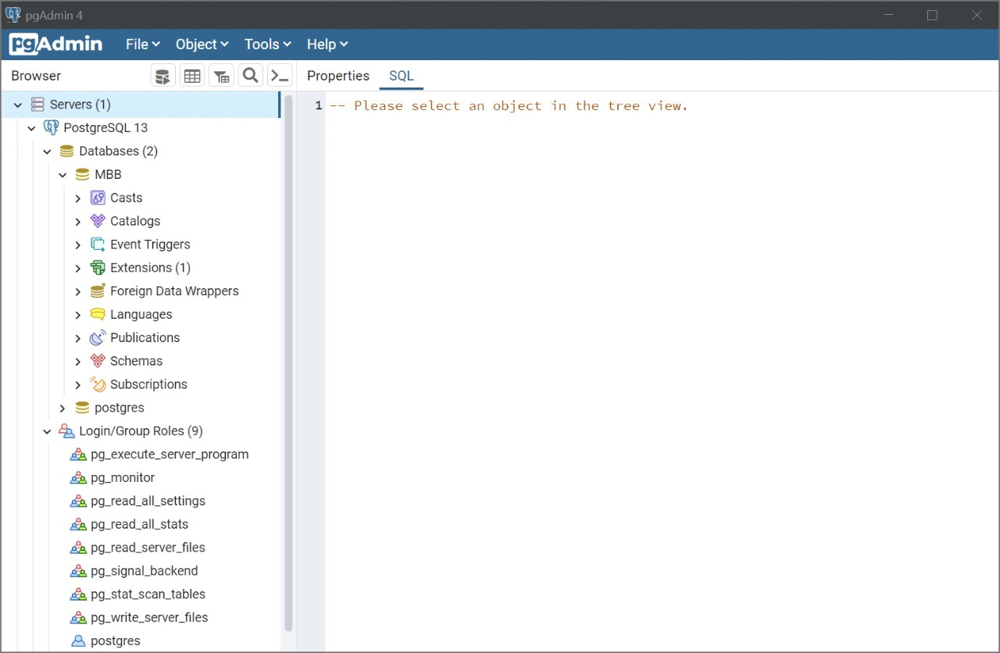 pgAdmin 4
pgAdmin File Object Tools Help
Browser Properties SQL
Servers (1)
1 -- Please select an object in the tree view.
PostgreSQL 13
Databases (2)
MBB
Casts
Catalogs
Event Triggers
Extensions (1)
Foreign Data Wrappers
Languages
Publications
Schemas
Subscriptions
postgres
Login/Group Roles (9)
pg_execute_server_program
pg_monitor
pg_read_all_settings
pg_read_all_stats
pg_read_server_files
pg_signal_backend
pg_stat_scan_tables
pg_write_server_files
postgres